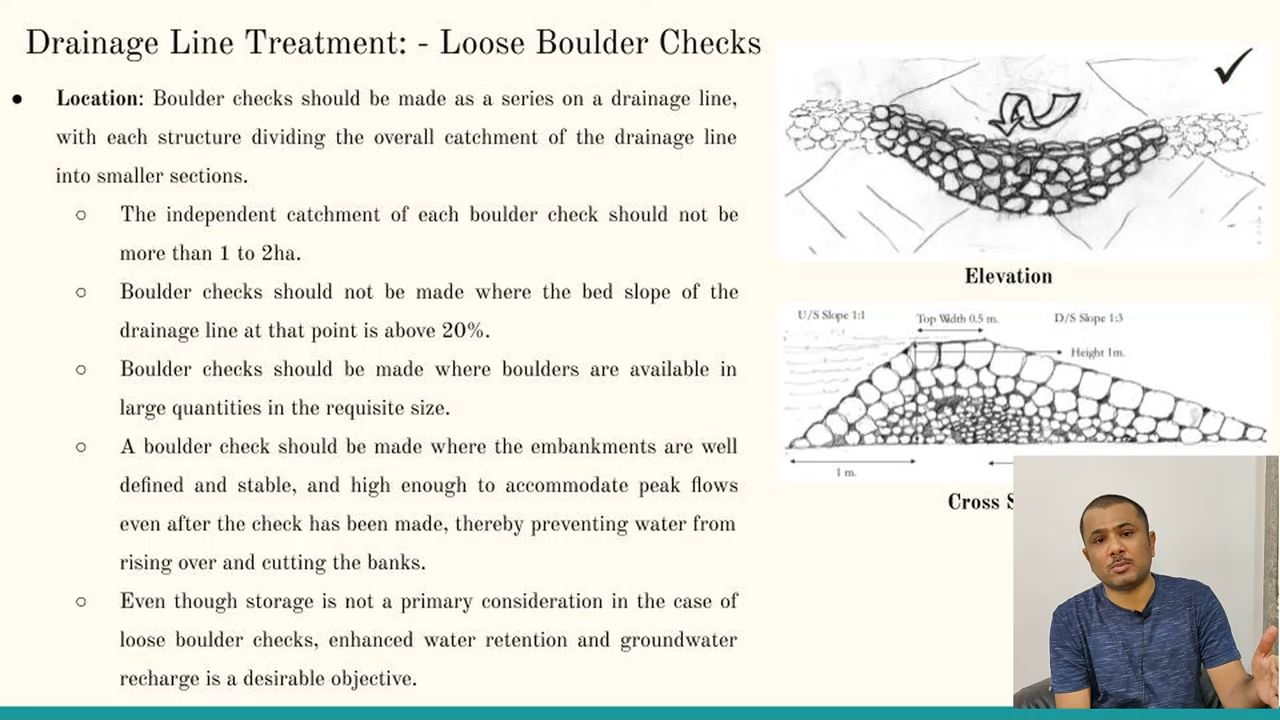 Drainage Line Treatment: - Loose Boulder Checks
● Location: Boulder checks should be made as a series on a drainage line,
with each structure dividing the overall catchment of the drainage line
into smaller sections.
○ The independent catchment of each boulder check should not be
more than 1 to 2ha.
○ Boulder checks should not be made where the bed slope of the
drainage line at that point is above 20%.
○ Boulder checks should be made where boulders are available in
large quantities in the requisite size.
○ A boulder check should be made where the embankments are well
defined and stable, and high enough to accommodate peak flows
even after the check has been made, thereby preventing water from
rising over and cutting the banks.
○ Even though storage is not a primary consideration in the case of
loose boulder checks, enhanced water retention and groundwater
recharge is a desirable objective.
Elevation
U/S Slope 1:1
Top Width 0.5 m.
D/S Slope 1:3
Height 1m.
1 m.
Cross S